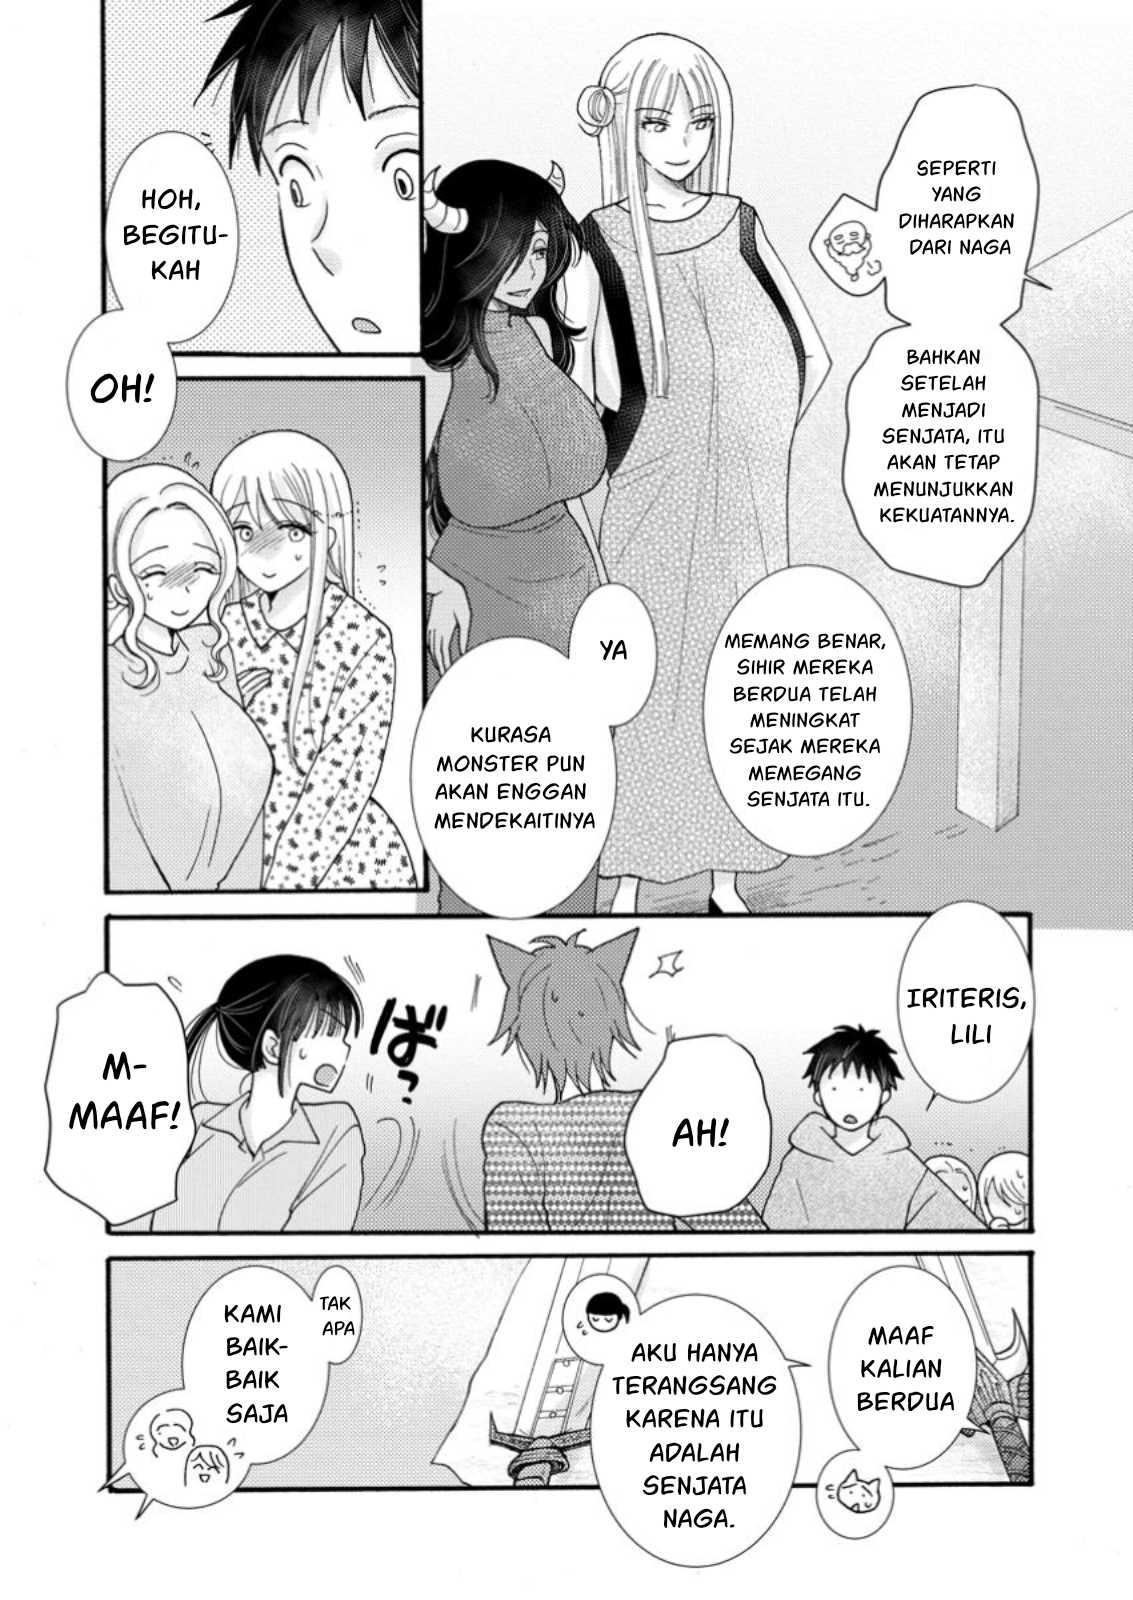 SEPERTI
YANG
DIHARAPKAN
DARI NAGA
BAHKAN
SETELAH
MENJADI
SENJATA, ITU
AKAN TETAP
MENUNJUKKAN
KEKUATANNYA.
MEMANG BENAR,
SIHIR MEREKA
BERDUA TELAH
MENINGKAT
SEJAK MEREKA
MEMEGANG
SENJATA ITU.
YA
KURASA
MONSTER PUN
AKAN ENGGAN
MENDEKAITINYA
HOH,
BEGITU-
KAH
OH!
IRITERIS,
LILI
AH!
ばっ
M-
MAAF!
MAAF
KALIAN
BERDUA
AKU HANYA
TERANGSANG
KARENA ITU
ADALAH
SENJATA
NAGA.
TAK
APA
KAMI
BAIK-
BAIK
SAJA